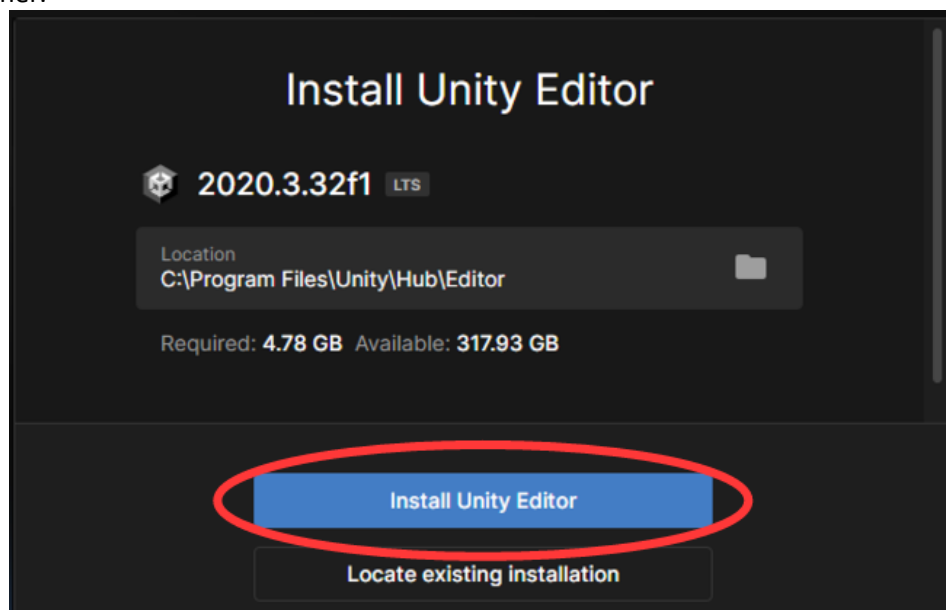 Install Unity Editor
2020.3.32f1 LTS
Location
C:\Program Files\Unity\Hub\Editor
Required: 4.78 GB Available: 317.93 GB
Install Unity Editor
Locate existing installation